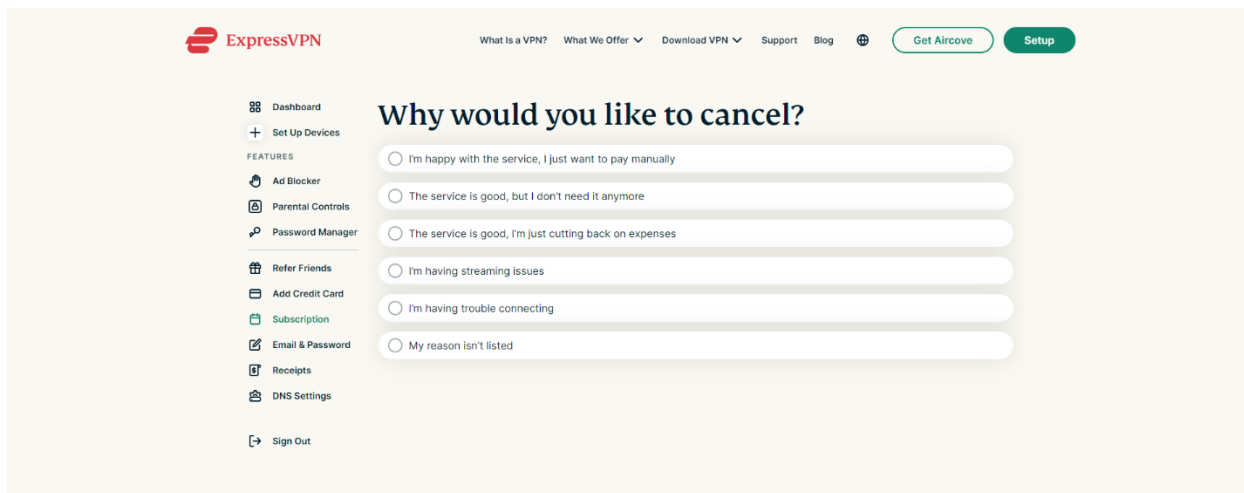 ExpressVPN
What Is a VPN? What We Offer Download VPN Support Blog Get Aircove Setup
Dashboard
Set Up Devices
FEATURES
Ad Blocker
Parental Controls
Password Manager
Refer Friends
Add Credit Card
Subscription
Email & Password
Receipts
DNS Settings
Sign Out
Why would you like to cancel?
I'm happy with the service, I just want to pay manually
The service is good, but I don't need it anymore
The service is good, I'm just cutting back on expenses
I'm having streaming issues
I'm having trouble connecting
My reason isn't listed